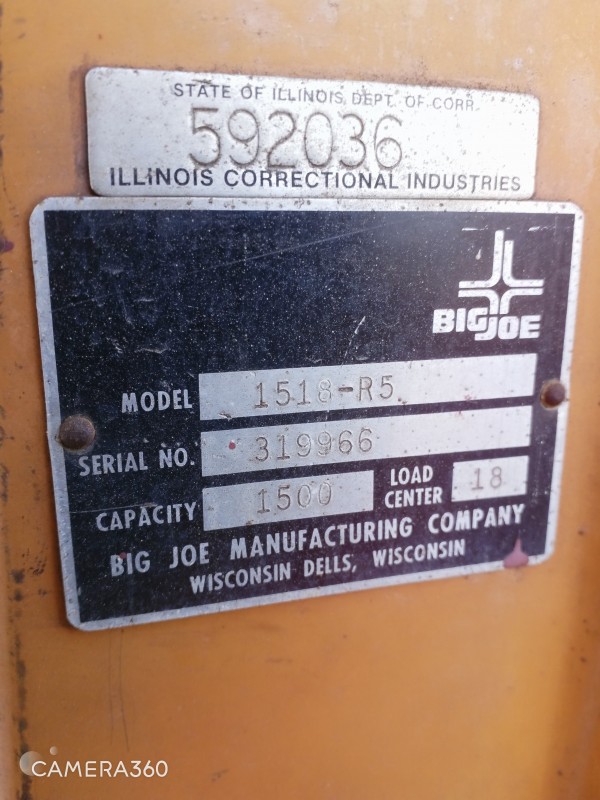 STATE OF ILLINOIS DEPT. OF CORR.
592036
ILLINOIS CORRECTIONAL INDUSTRIES
BIG JOE
MODEL 1518-R5
SERIAL NO. 319966
CAPACITY 1500 LOAD CENTER 18
BIG JOE MANUFACTURING COMPANY
WISCONSIN DELLS, WISCONSIN
CAMERA360